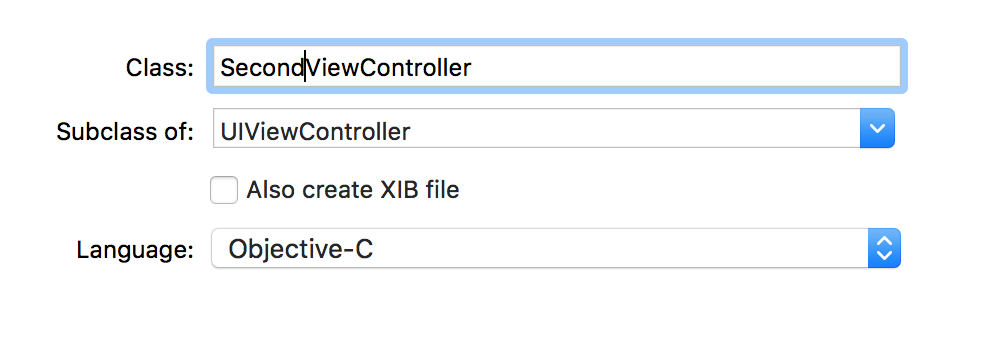 Class: SecondViewController
Subclass of: UIViewController
Also create XIB file
Language: Objective-C